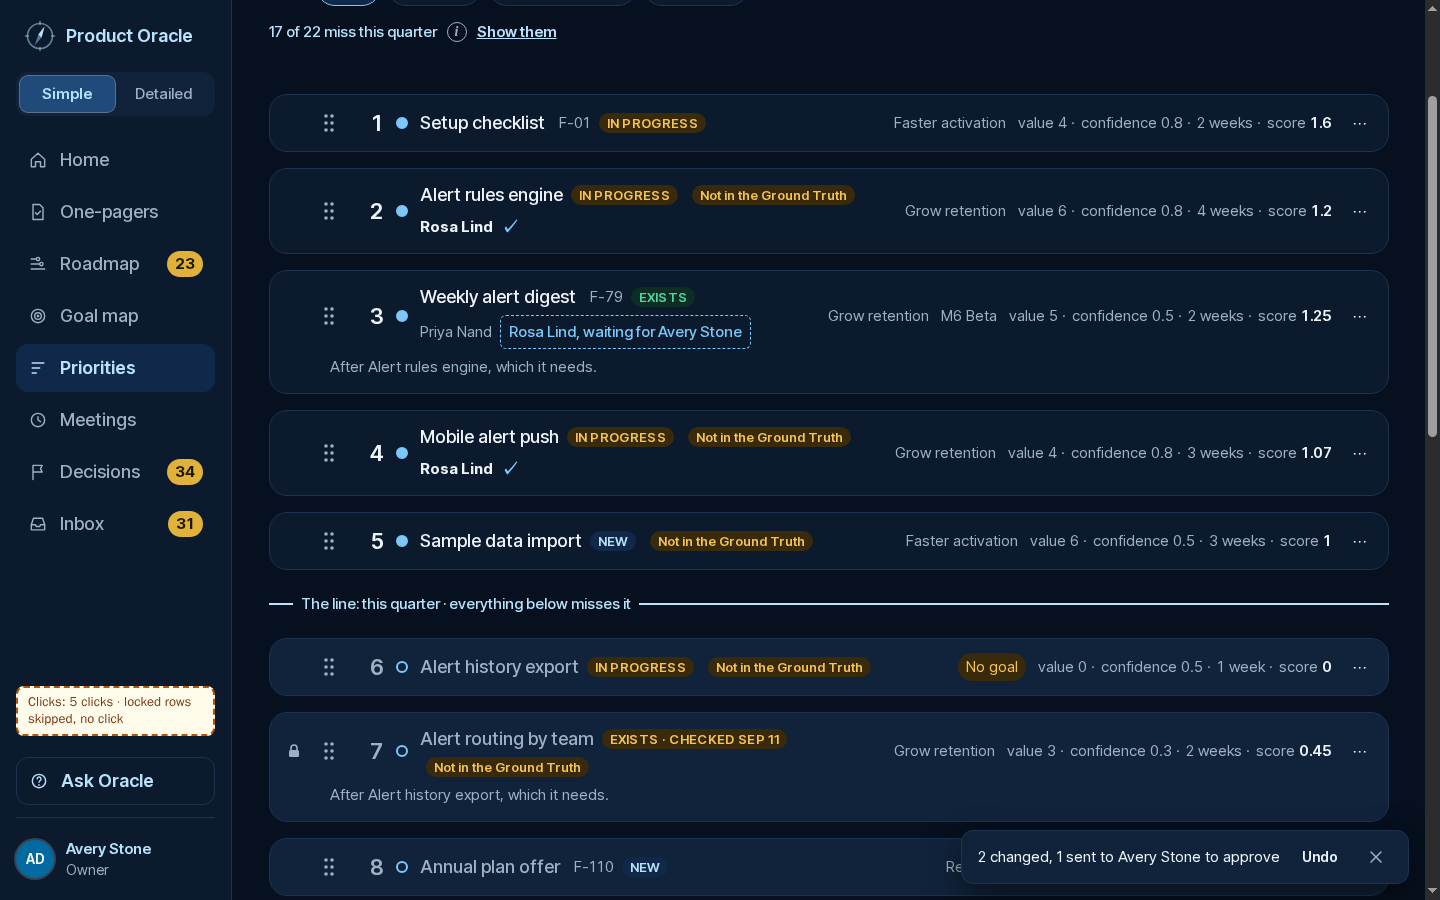 Product Oracle
Simple
Detailed
Home
One-pagers
Roadmap 23
Goal map
Priorities
Meetings
Decisions 34
Inbox 31
Clicks: 5 clicks · locked rows
skipped, no click
Ask Oracle
AD
Avery Stone
Owner
17 of 22 miss this quarter i Show them
1 Setup checklist F-01 IN PROGRESS Faster activation value 4 · confidence 0.8 · 2 weeks · score 1.6 ···
2 Alert rules engine IN PROGRESS Not in the Ground Truth Grow retention value 6 · confidence 0.8 · 4 weeks · score 1.2 ···
Rosa Lind ✓
3 Weekly alert digest F-79 EXISTS Grow retention M6 Beta value 5 · confidence 0.5 · 2 weeks · score 1.25 ···
Priya Nand Rosa Lind, waiting for Avery Stone
After Alert rules engine, which it needs.
4 Mobile alert push IN PROGRESS Not in the Ground Truth Grow retention value 4 · confidence 0.8 · 3 weeks · score 1.07 ···
Rosa Lind ✓
5 Sample data import NEW Not in the Ground Truth Faster activation value 6 · confidence 0.5 · 3 weeks · score 1 ···
The line: this quarter · everything below misses it
6 Alert history export IN PROGRESS Not in the Ground Truth No goal value 0 · confidence 0.5 · 1 week · score 0 ···
7 Alert routing by team EXISTS · CHECKED SEP 11 Grow retention value 3 · confidence 0.3 · 2 weeks · score 0.45 ···
Not in the Ground Truth
After Alert history export, which it needs.
8 Annual plan offer F-110 NEW
2 changed, 1 sent to Avery Stone to approve Undo